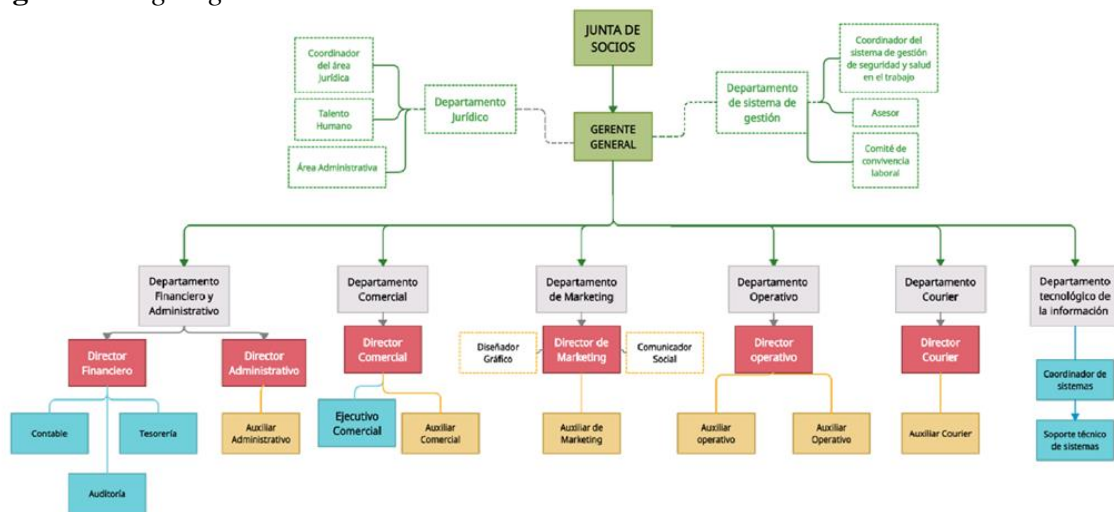 JUNTA DE
SOCIOS
Coordinador
del área
Jurídica
Talento
Humano
Área Administrativa
Departamento
Jurídico
GERENTE
GENERAL
Departamento
de sistema de
gestión
Coordinador del
sistema de gestión
de seguridad y salud
en el trabajo
Asesor
Comité de
convivencia
laboral
Departamento
Financiero y
Administrativo
Departamento
Comercial
Departamento
de Marketing
Departamento
Operativo
Departamento
Courier
Departamento
tecnológico de
la información
Director
Financiero
Director
Administrativo
Director
Comercial
Diseñador
Gráfico
Director de
Marketing
Comunicador
Social
Director
operativo
Director
Courier
Coordinador de
sistemas
Contable
Tesorería
Auxiliar
Administrativo
Ejecutivo
Comercial
Auxiliar
Comercial
Auxiliar de
Marketing
Auxiliar
operativo
Auxiliar
Operativo
Auxiliar Courier
Soporte técnico
de sistemas
Auditoría